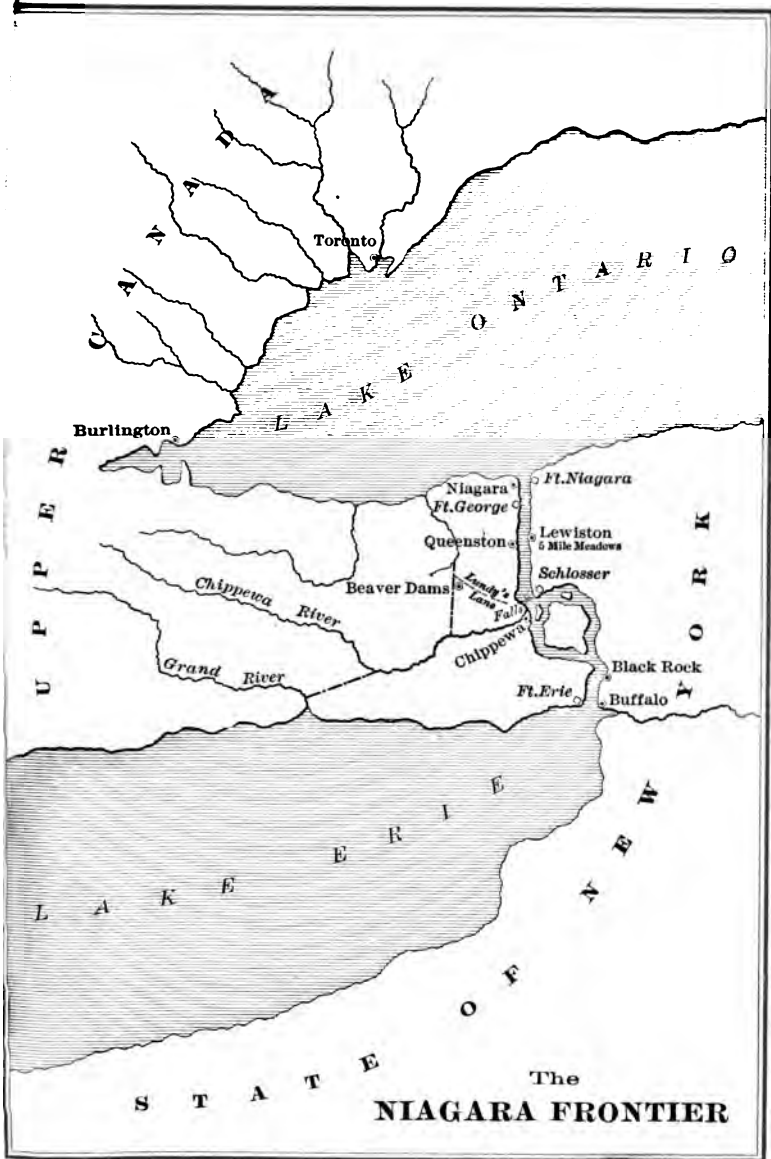 UPPER CANADA
Toronto
LAKE ONTARIO
Burlington
Niagara
Ft.Niagara
Ft.George
Queenston
Lewiston
5 Mile Meadows
Schlosser
Beaver Dams
Lundy's
Lane
Falls
Chippewa
Chippewa River
Grand River
Black Rock
Ft.Erie
Buffalo
LAKE ERIE
STATE OF NEW YORK
The
NIAGARA FRONTIER